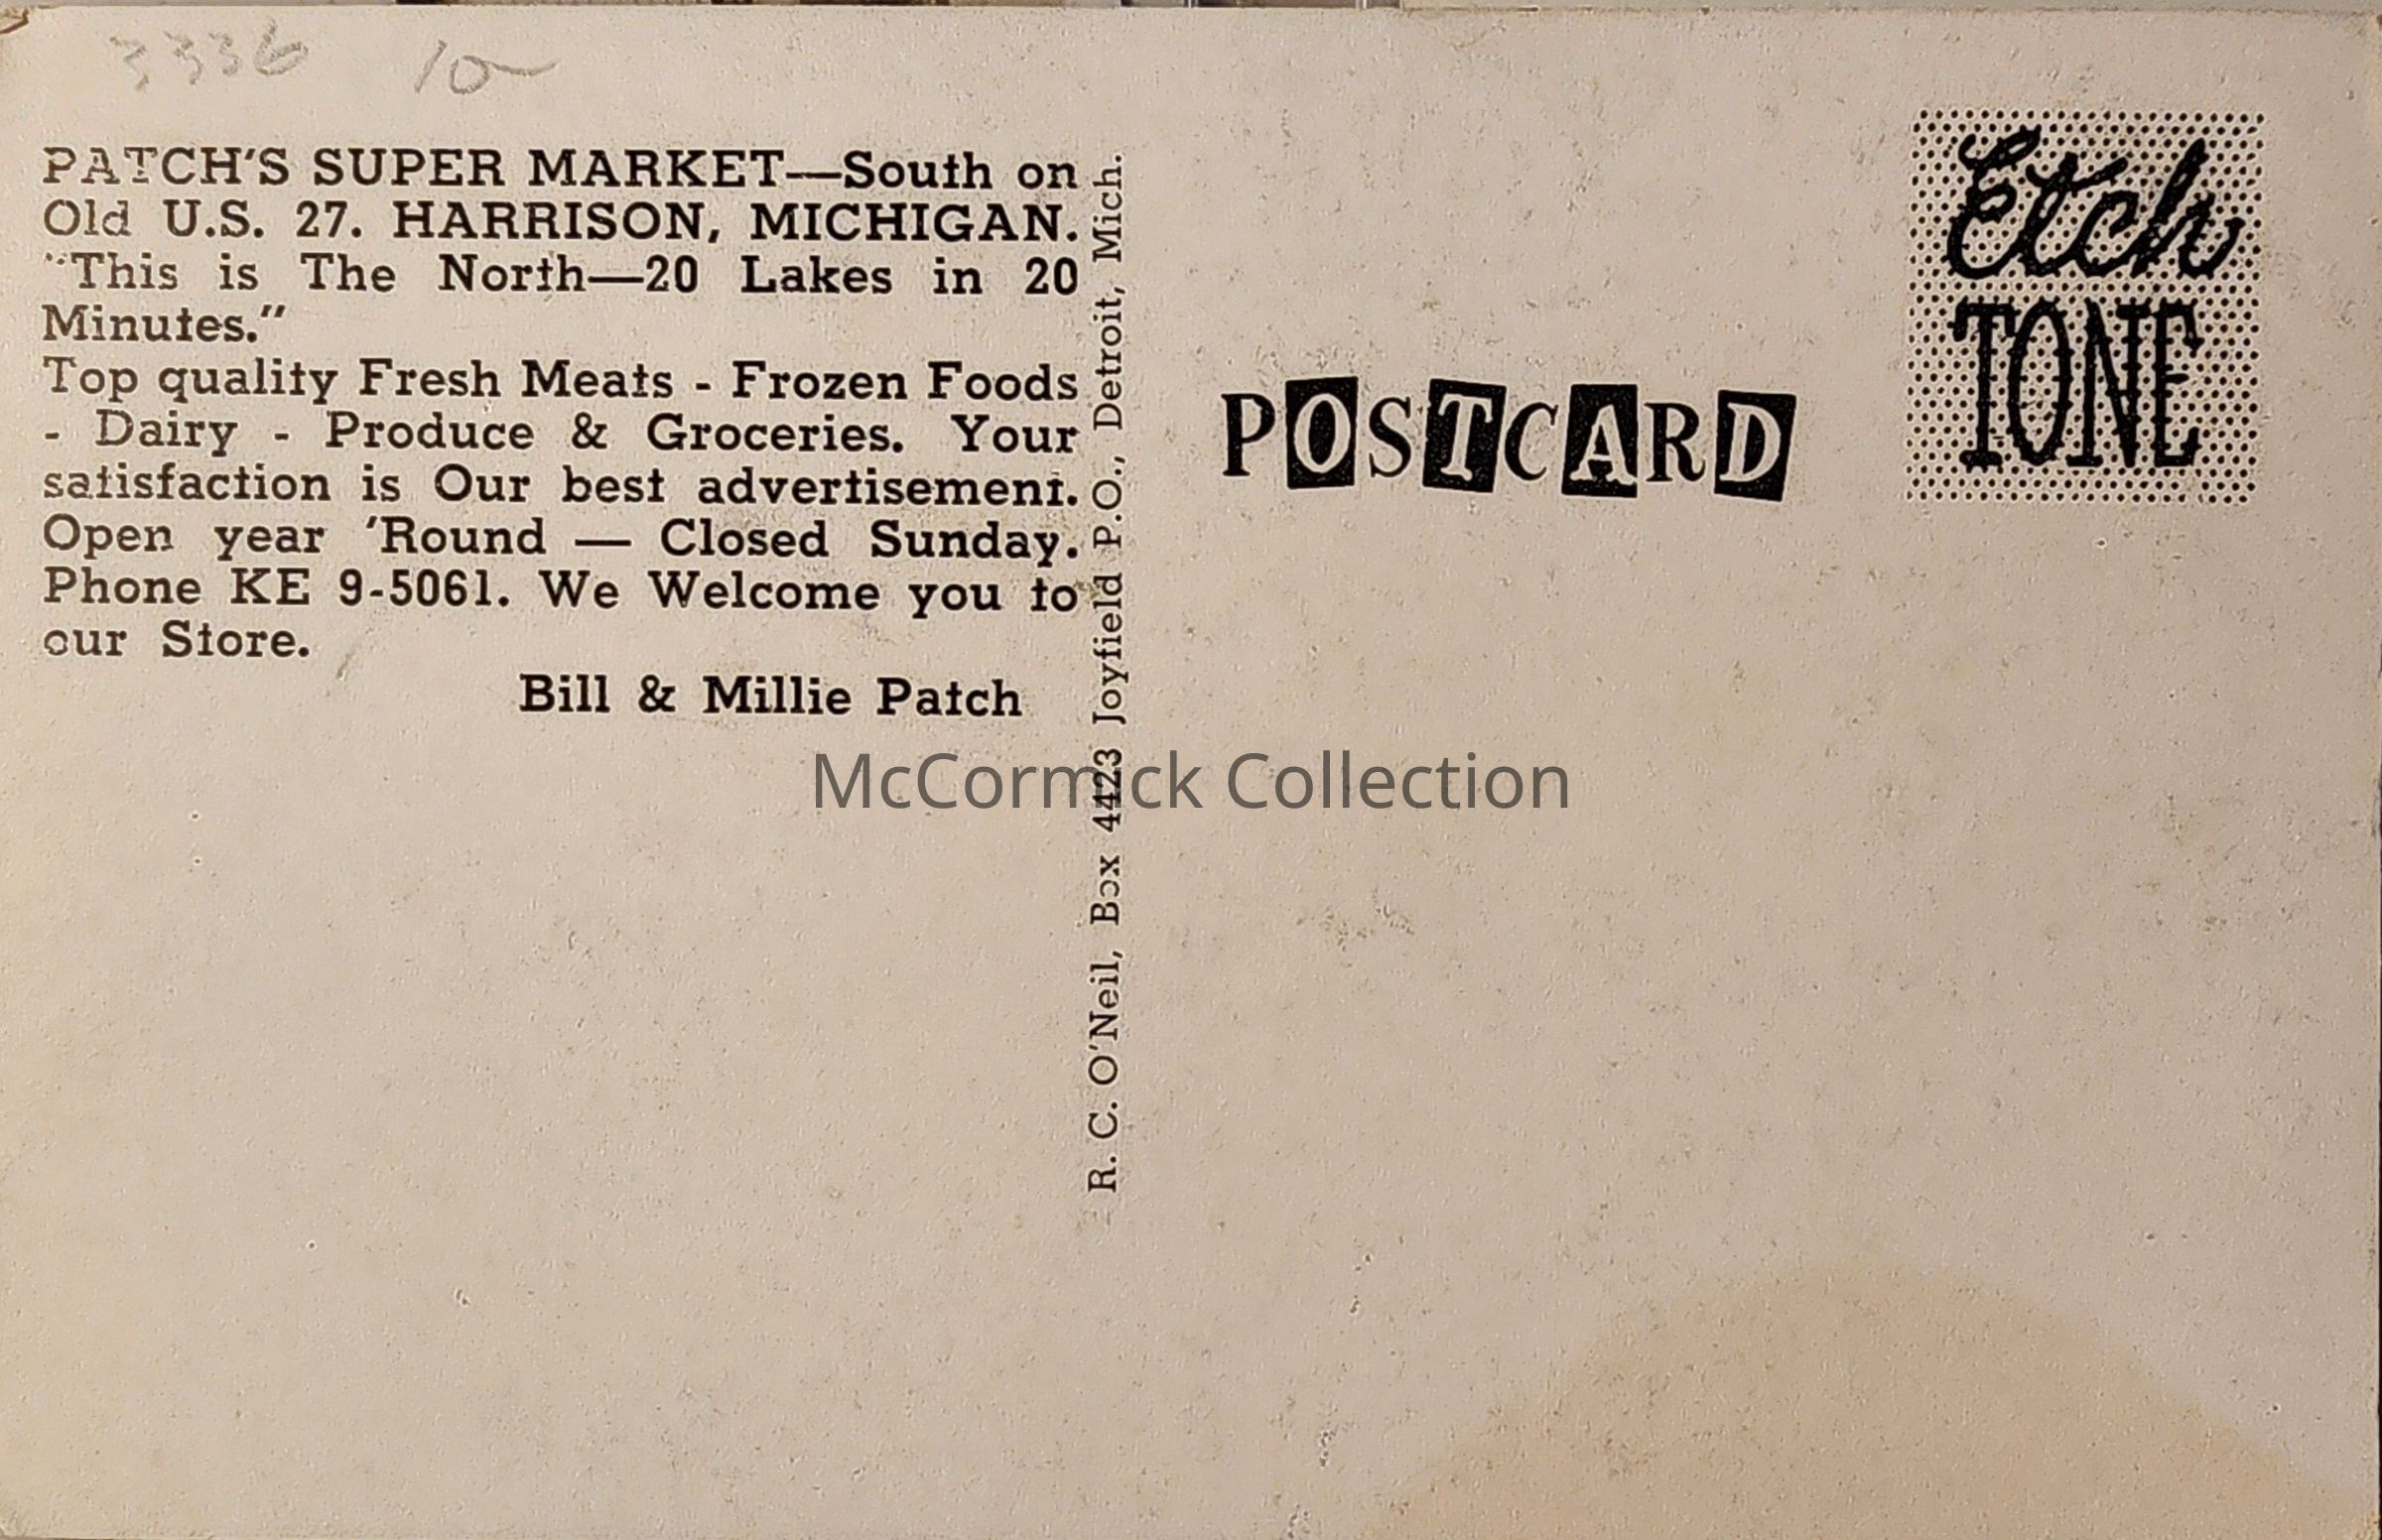 3336 10
PATCH'S SUPER MARKET—South on
Old U.S. 27. HARRISON, MICHIGAN.
"This is The North—20 Lakes in 20
Minutes."
Top quality Fresh Meats - Frozen Foods
- Dairy - Produce & Groceries. Your
satisfaction is Our best advertisement.
Open year 'Round — Closed Sunday.
Phone KE 9-5061. We Welcome you to
our Store.
Bill & Millie Patch
R. C. O'Neil, Box 4423 Joyfield P.O., Detroit, Mich.
POSTCARD
Etch
TONE
McCormick Collection